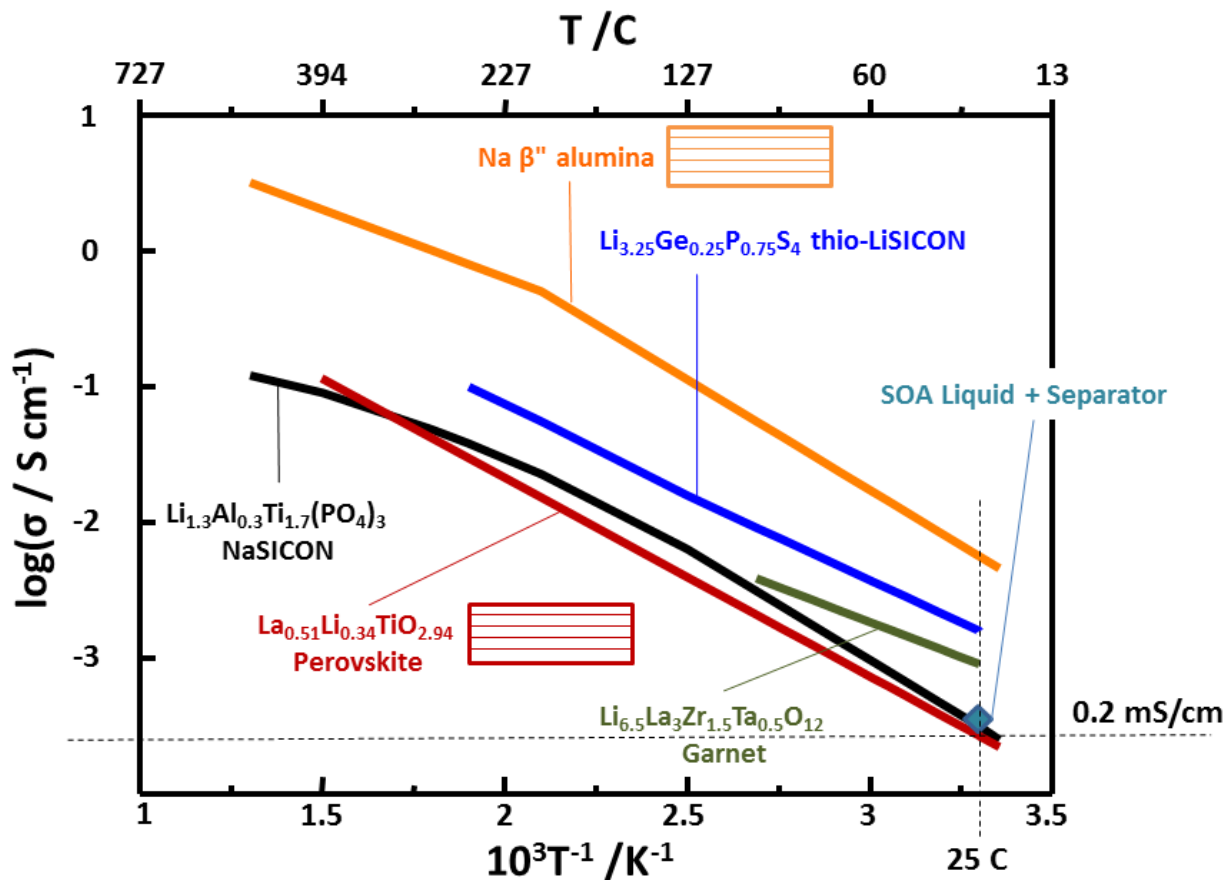 T /C
727 394 227 127 60 13
1
0
-1
-2
-3
log(σ / S cm⁻¹)
Na β" alumina
Li₃.₂₅Ge₀.₂₅P₀.₇₅S₄ thio-LiSICON
SOA Liquid + Separator
Li₁.₃Al₀.₃Ti₁.₇(PO₄)₃
NaSICON
La₀.₅₁Li₀.₃₄TiO₂.₉₄
Perovskite
Li₆.₅La₃Zr₁.₅Ta₀.₅O₁₂
Garnet
0.2 mS/cm
1 1.5 2 2.5 3 3.5
10³T⁻¹ /K⁻¹
25 C